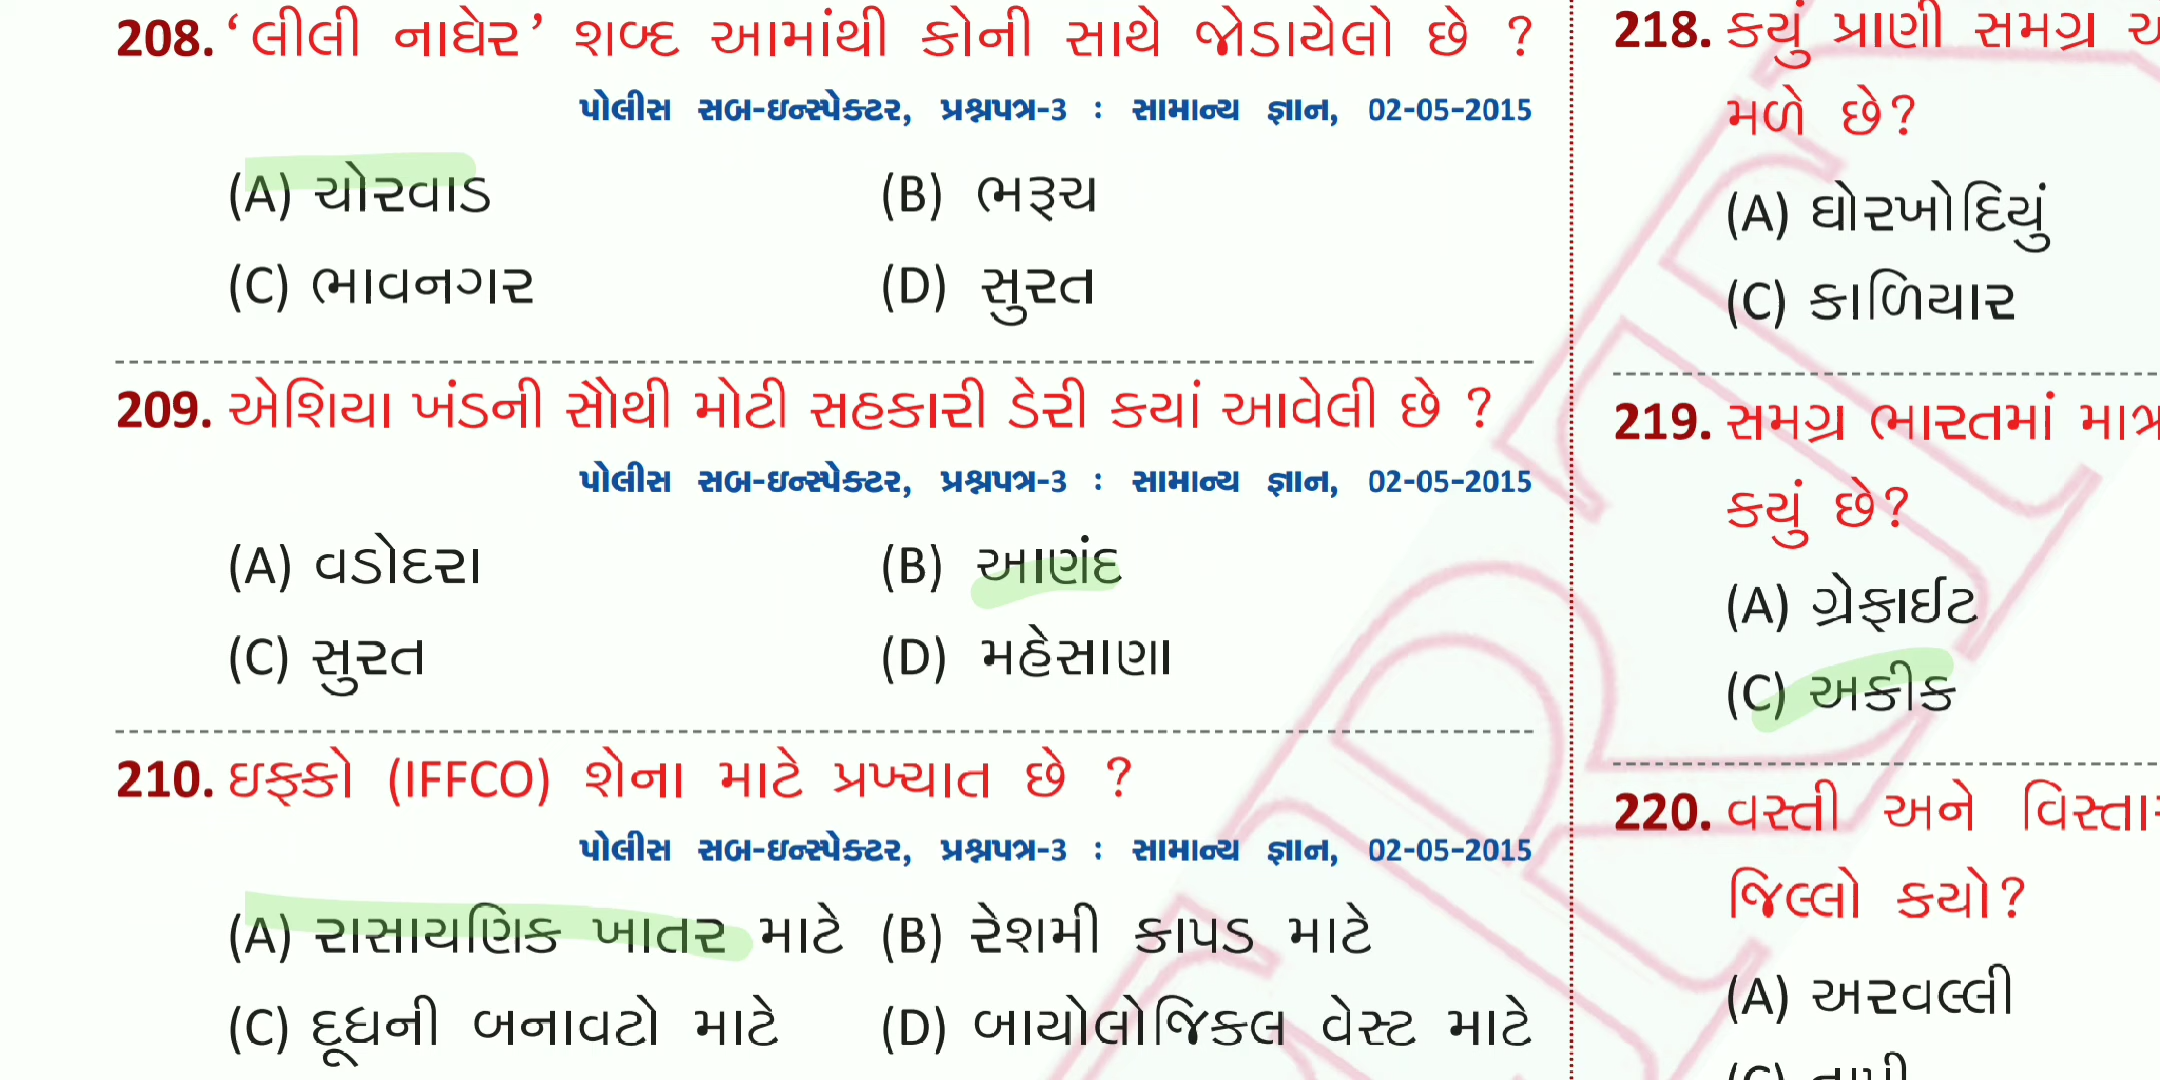 208. ‘લીલી નાઘેર’ શબ્દ આમાંથી કોની સાથે જોડાયેલો છે ?
પોલીસ સબ-ઇન્સ્પેક્ટર, પ્રશ્નપત્ર-3 : સામાન્ય જ્ઞાન, 02-05-2015
(A) ચોરવાડ (B) ભરૂચ
(C) ભાવનગર (D) સુરત
209. એશિયા ખંડની સૌથી મોટી સહકારી ડેરી કયાં આવેલી છે ?
પોલીસ સબ-ઇન્સ્પેક્ટર, પ્રશ્નપત્ર-3 : સામાન્ય જ્ઞાન, 02-05-2015
(A) વડોદરા (B) આણંદ
(C) સુરત (D) મહેસાણા
210. ઇફ્કો (IFFCO) શેના માટે પ્રખ્યાત છે ?
પોલીસ સબ-ઇન્સ્પેક્ટર, પ્રશ્નપત્ર-3 : સામાન્ય જ્ઞાન, 02-05-2015
(A) રાસાયણિક ખાતર માટે (B) રેશમી કાપડ માટે
(C) દૂધની બનાવટો માટે (D) બાયોલોજિકલ વેસ્ટ માટે
218. કયું પ્રાણી સમગ્ર
મળે છે?
(A) ઘોરખોદિયું
(C) કાળિયાર
219. સમગ્ર ભારતમાં માત્ર
કયું છે?
(A) ગ્રેફાઈટ
(C) અકીક
220. વસ્તી અને
જિલ્લો કયો?
(A) અરવલ્લી